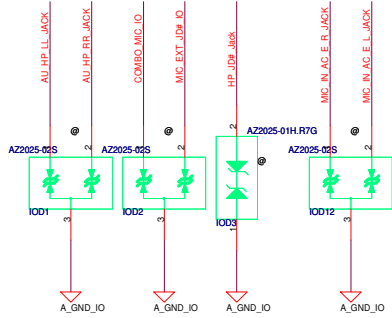 AU_HP_LL_JACK
AU_HP_RR_JACK
COMBO_MIC_IO
MIC_EXT_JD#_IO
HP_JD#_Jack
MIC_IN_AC_E_R_JACK
MIC_IN_AC_E_L_JACK
@
@
AZ2025-01H.R7G
@
AZ2025-02S
AZ2025-02S
@
AZ2025-02S
1
2
1
2
2
1
2
IOD1
IOD2
IOD3
IOD12
3
3
1
3
A_GND_IO
A_GND_IO
A_GND_IO
A_GND_IO